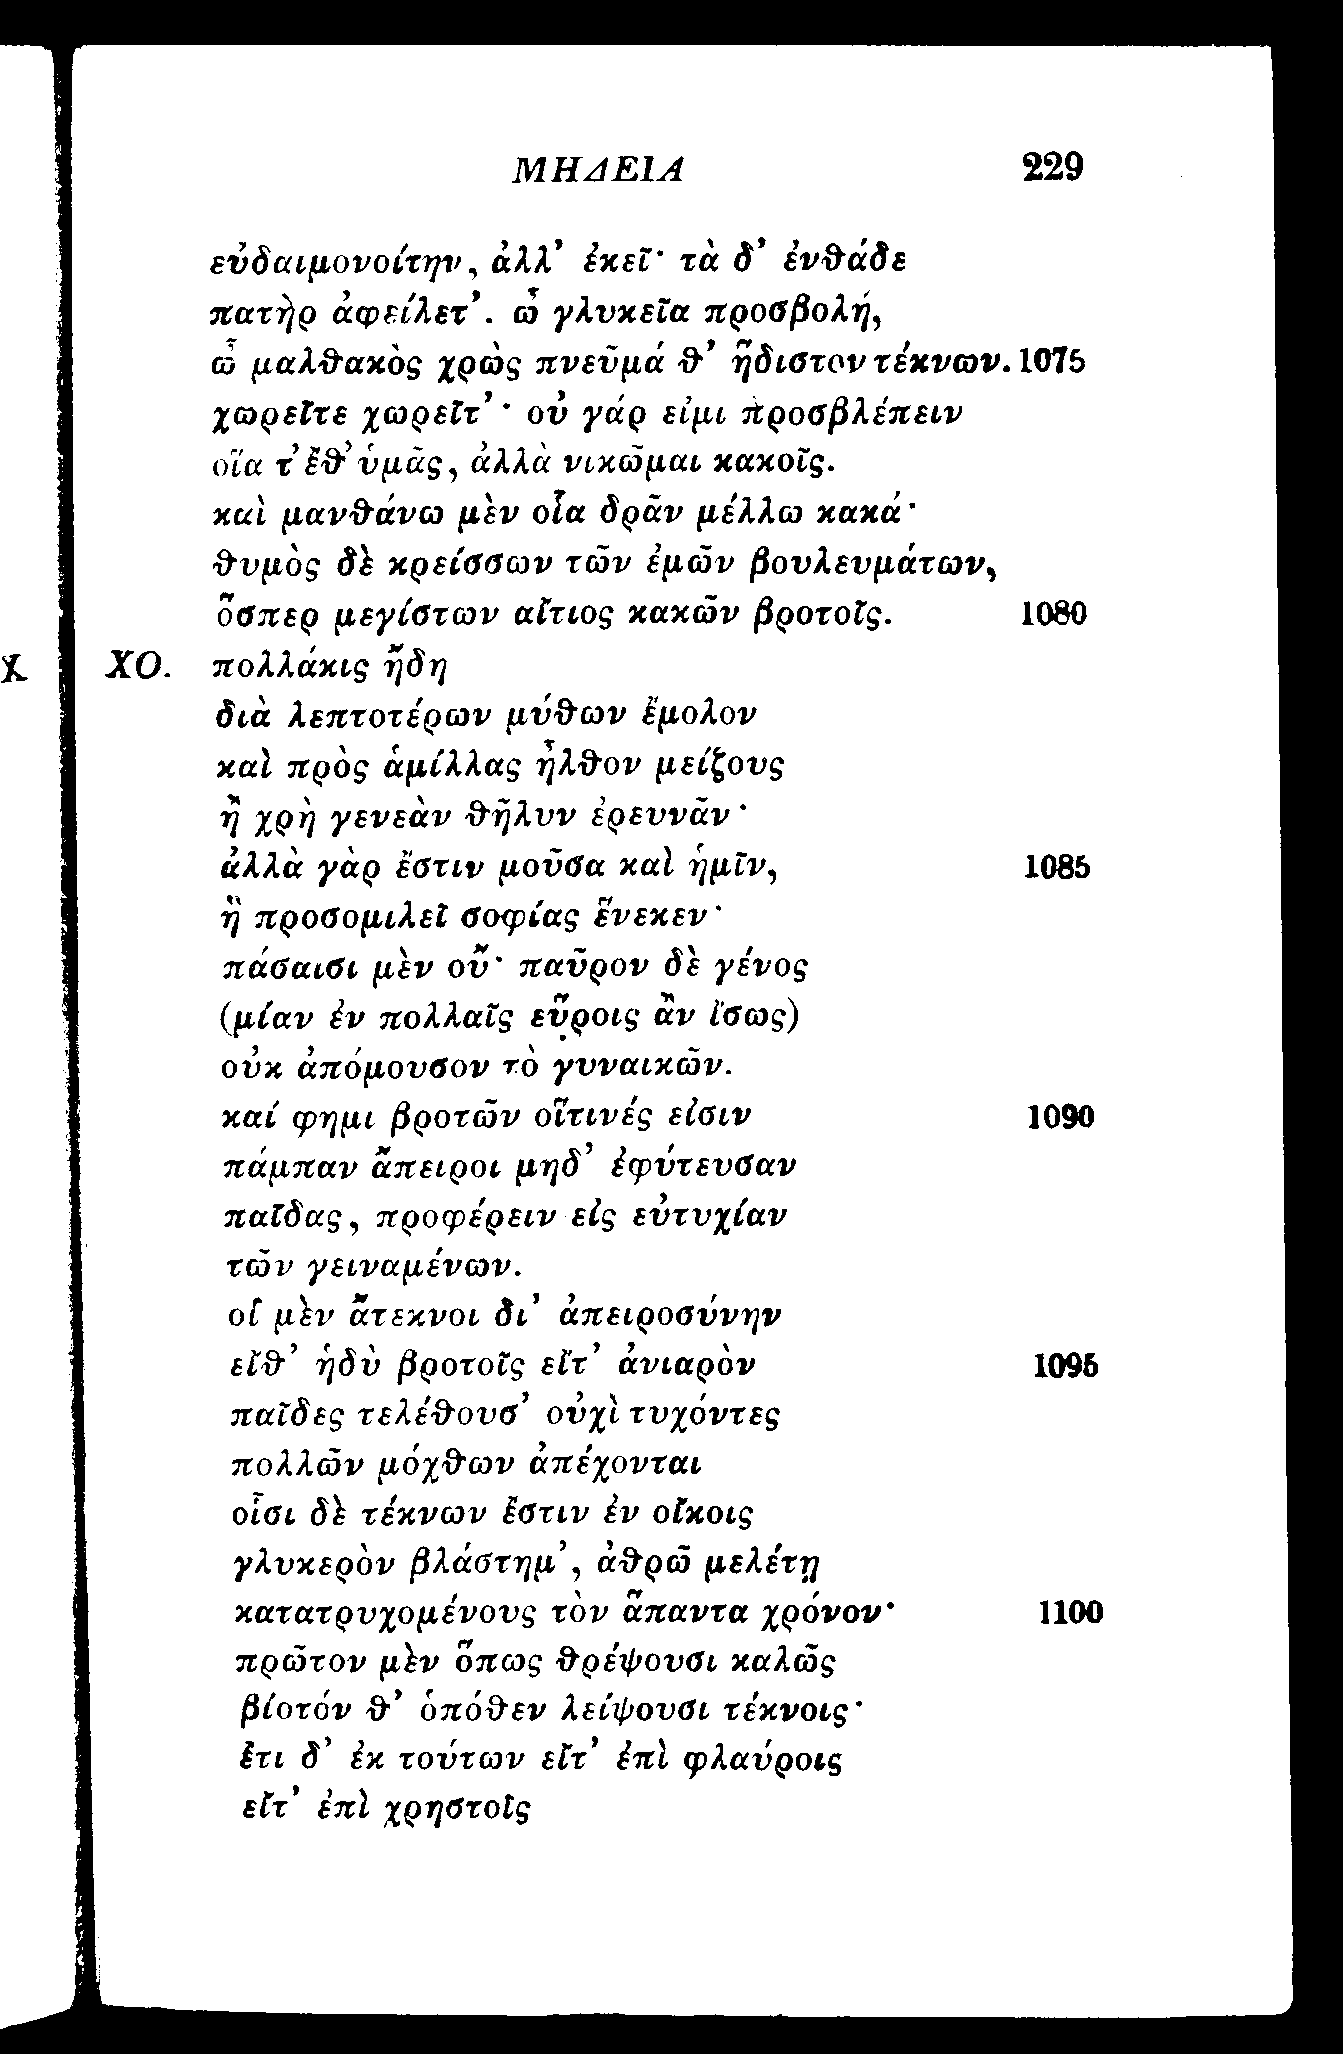 ΜΗΔΕΙΑ 229
εὐδαιμονοίτην, ἀλλ’ ἐκεῖ· τὰ δ’ ἐνθάδε
πατὴρ ἀφείλετ’. ὦ γλυκεῖα προσβολή,
ὦ μαλθακὸς χρὼς πνεῦμά θ’ ἥδιστον τέκνων. 1075
χωρεῖτε χωρεῖτ’· οὐ γάρ εἰμι προσβλέπειν
οἵα τ’ ἔθ’ ὑμᾶς, ἀλλὰ νικῶμαι κακοῖς.
καὶ μανθάνω μὲν οἷα δρᾶν μέλλω κακά·
θυμὸς δὲ κρείσσων τῶν ἐμῶν βουλευμάτων,
ὅσπερ μεγίστων αἴτιος κακῶν βροτοῖς. 1080
ΧΟ. πολλάκις ἤδη
διὰ λεπτοτέρων μύθων ἔμολον
καὶ πρὸς ἁμίλλας ἦλθον μείζους
ἢ χρὴ γενεὰν θῆλυν ἐρευνᾶν·
ἀλλὰ γὰρ ἔστιν μοῦσα καὶ ἡμῖν, 1085
ἣ προσομιλεῖ σοφίας ἕνεκεν·
πάσαισι μὲν οὔ· παῦρον δὲ γένος
(μίαν ἐν πολλαῖς εὕροις ἂν ἴσως)
οὐκ ἀπόμουσον τὸ γυναικῶν.
καί φημι βροτῶν οἵτινές εἰσιν 1090
πάμπαν ἄπειροι μηδ’ ἐφύτευσαν
παῖδας, προφέρειν εἰς εὐτυχίαν
τῶν γειναμένων.
οἱ μὲν ἄτεκνοι δι’ ἀπειροσύνην
εἴθ’ ἡδὺ βροτοῖς εἴτ’ ἀνιαρὸν 1095
παῖδες τελέθουσ’ οὐχὶ τυχόντες
πολλῶν μόχθων ἀπέχονται
οἷσι δὲ τέκνων ἔστιν ἐν οἴκοις
γλυκερὸν βλάστημ’, ἀθρῶ μελέτῃ
κατατρυχομένους τὸν ἅπαντα χρόνον· 1100
πρῶτον μὲν ὅπως θρέψουσι καλῶς
βίοτόν θ’ ὁπόθεν λείψουσι τέκνοις·
ἔτι δ’ ἐκ τούτων εἴτ’ ἐπὶ φλαύροις
εἴτ’ ἐπὶ χρηστοῖς